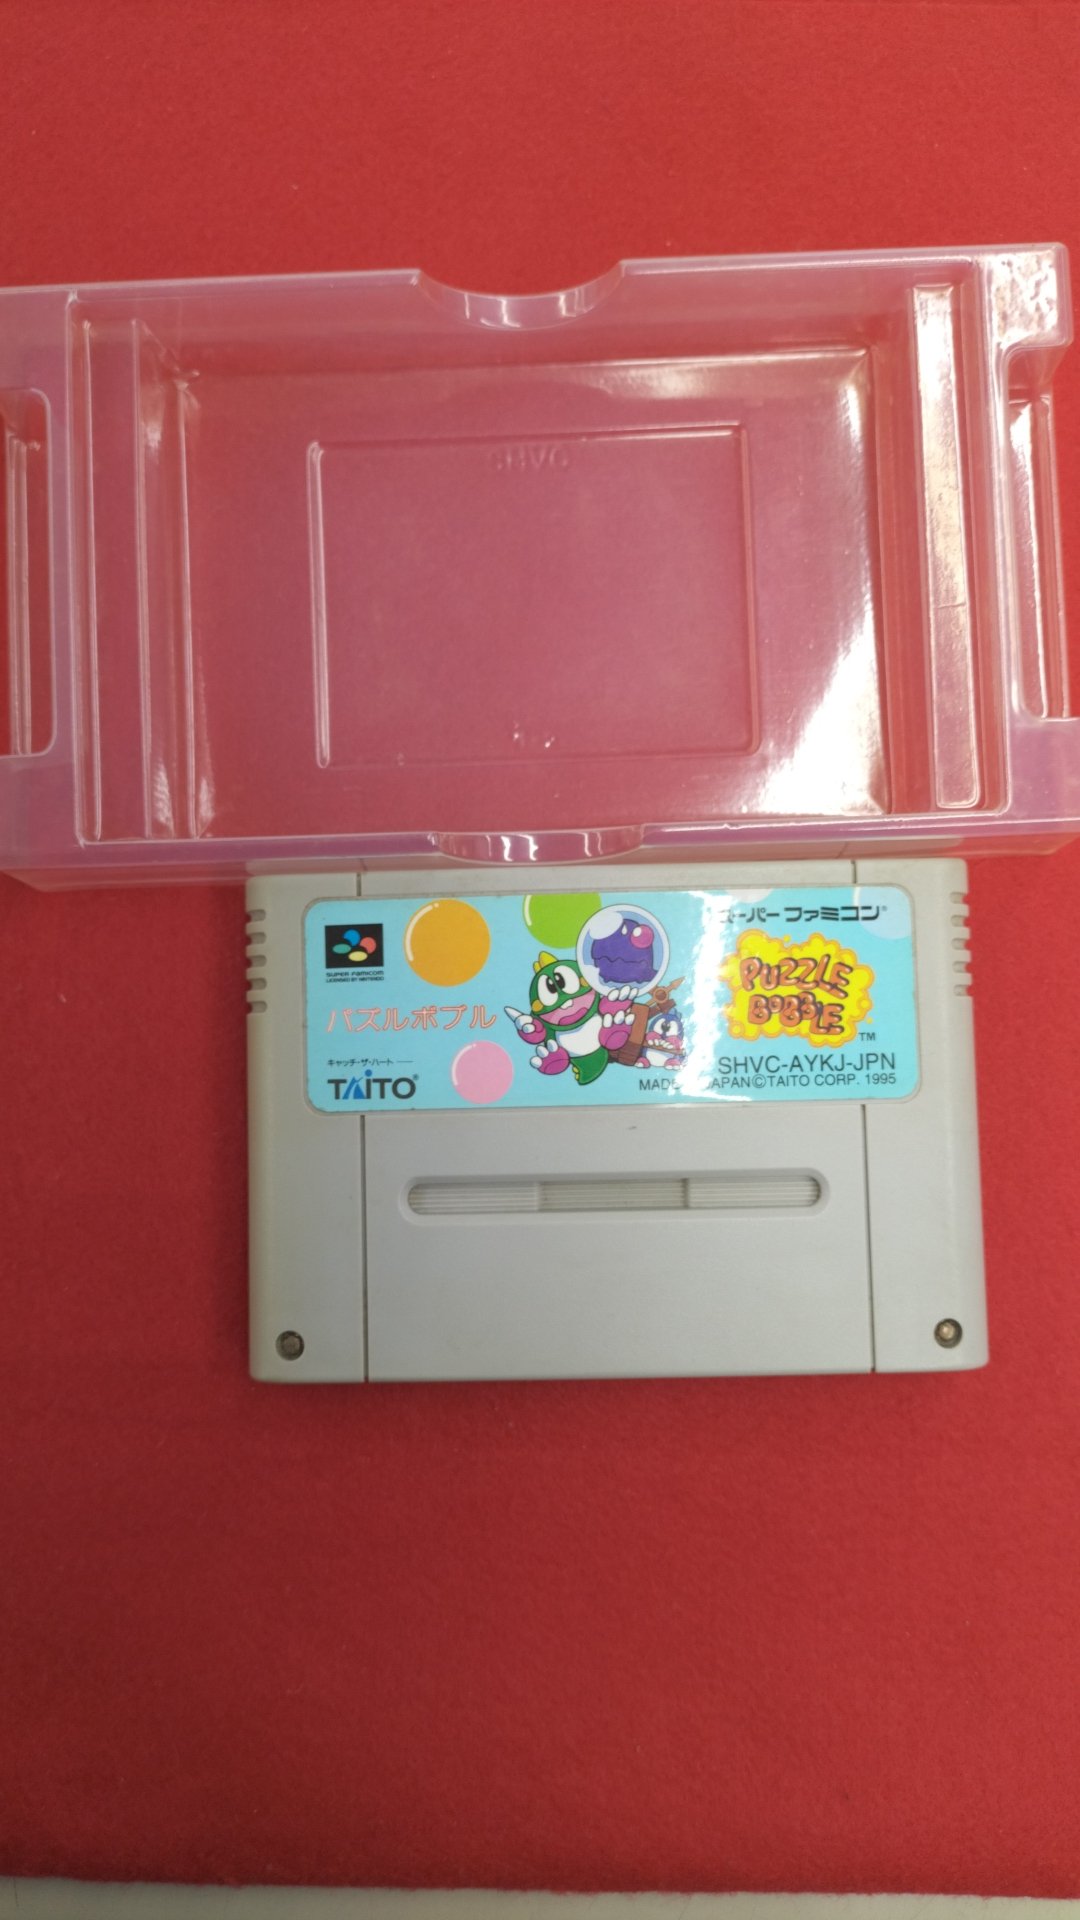 SHVC
スーパーファミコン®
SUPER FAMICOM
LICENSED BY NINTENDO
パズルボブル
PUZZLE
BOBBLE
TM
キャッチ・ザ・ハート
TAITO®
SHVC-AYKJ-JPN
MADE JAPAN©TAITO CORP. 1995